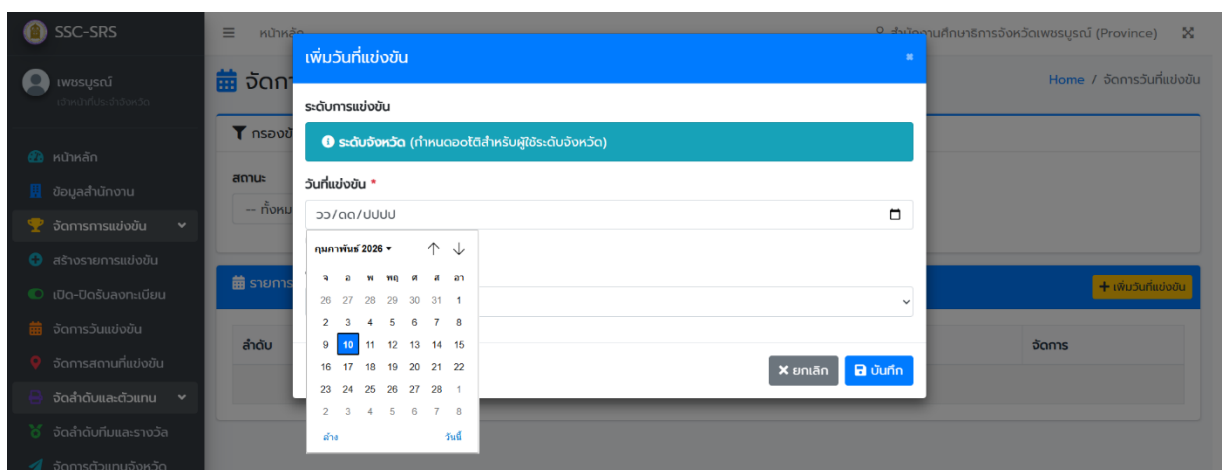 SSC-SRS
หน้าหลัก
สำนักงานศึกษาธิการจังหวัดเพชรบูรณ์ (Province)
เพชรบูรณ์
เจ้าหน้าที่ประจำจังหวัด
หน้าหลัก
ข้อมูลสำนักงาน
จัดการการแข่งขัน
สร้างรายการแข่งขัน
เปิด-ปิดรับลงทะเบียน
จัดการวันแข่งขัน
จัดการสถานที่แข่งขัน
จัดลำดับและตัวแทน
จัดลำดับทีมและรางวัล
จัดการตัวแทนจังหวัด
จัดกา
Home / จัดการวันที่แข่งขัน
กรองข้
สถานะ
-- ทั้งหม
รายการ
เพิ่มวันที่แข่งขัน
ลำดับ
จัดการ
เพิ่มวันที่แข่งขัน
ระดับการแข่งขัน
ระดับจังหวัด (กำหนดออโต้สำหรับผู้ใช้ระดับจังหวัด)
วันที่แข่งขัน *
วว/ดด/ปปปป
กุมภาพันธ์ 2026
จ อ พ พฤ ศ ส อา
26 27 28 29 30 31 1
2 3 4 5 6 7 8
9 10 11 12 13 14 15
16 17 18 19 20 21 22
23 24 25 26 27 28 1
2 3 4 5 6 7 8
ล้าง วันนี้
ยกเลิก
บันทึก